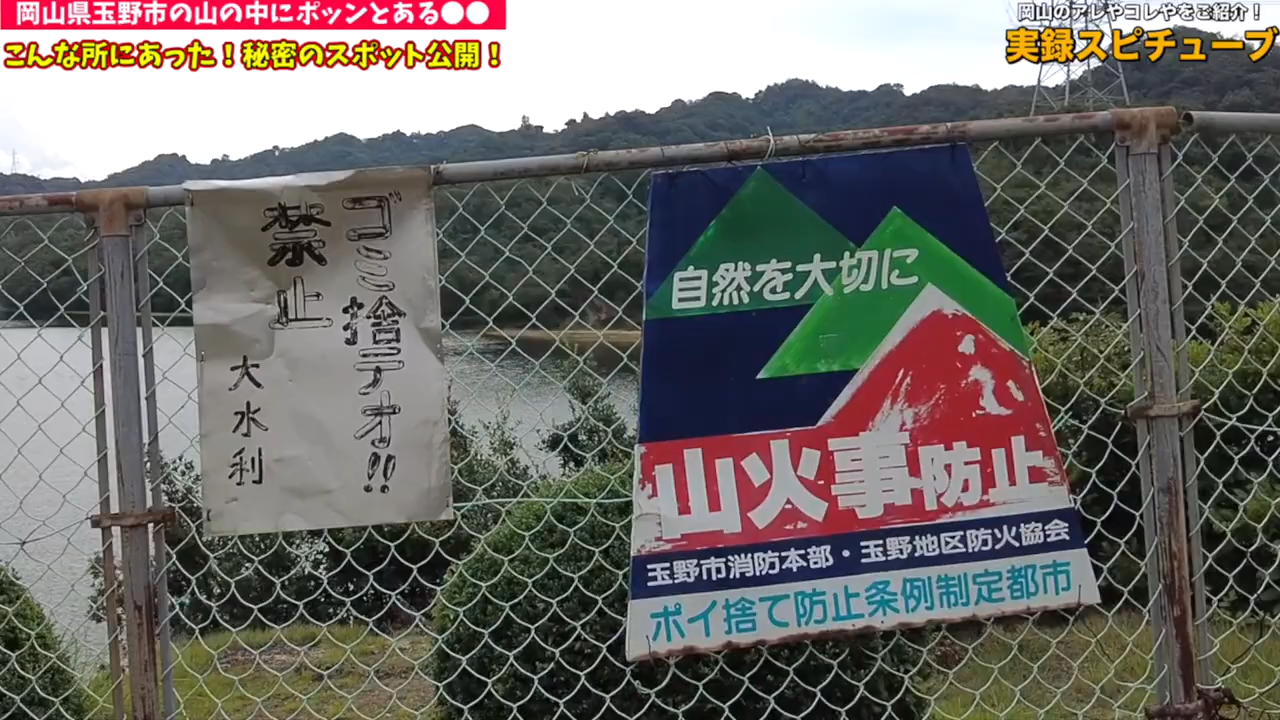 岡山県玉野市の山の中にポツンとある●●
こんな所にあった!秘密のスポット公開!
岡山のアレやコレやをご紹介!
実録スピチューブ
ゴミ捨テオ!!
禁止
大水利
自然を大切に
山火事防止
玉野市消防本部・玉野地区防火協会
ポイ捨て防止条例制定都市